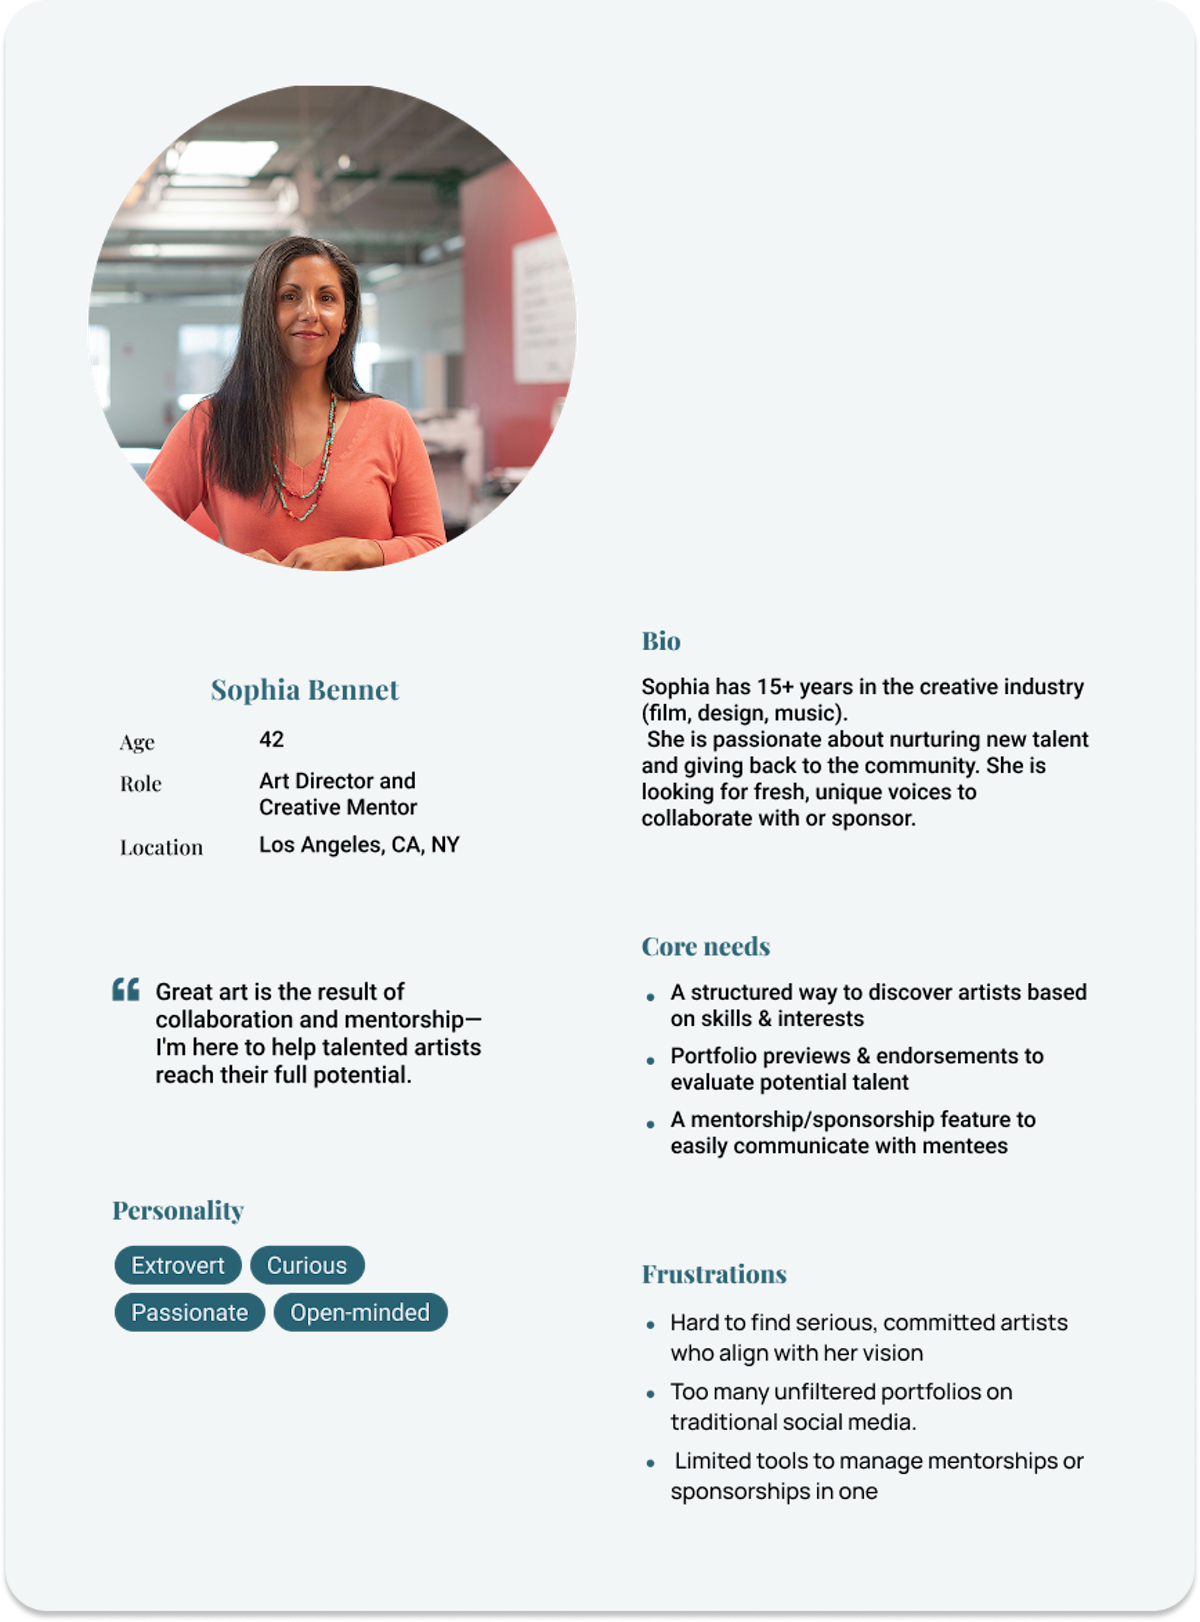 Sophia Bennet
Age 42
Role Art Director and
Creative Mentor
Location Los Angeles, CA, NY
“ Great art is the result of
collaboration and mentorship—
I'm here to help talented artists
reach their full potential.
Personality
Extrovert Curious
Passionate Open-minded
Bio
Sophia has 15+ years in the creative industry
(film, design, music).
She is passionate about nurturing new talent
and giving back to the community. She is
looking for fresh, unique voices to
collaborate with or sponsor.
Core needs
• A structured way to discover artists based
on skills & interests
• Portfolio previews & endorsements to
evaluate potential talent
• A mentorship/sponsorship feature to
easily communicate with mentees
Frustrations
• Hard to find serious, committed artists
who align with her vision
• Too many unfiltered portfolios on
traditional social media.
• Limited tools to manage mentorships or
sponsorships in one